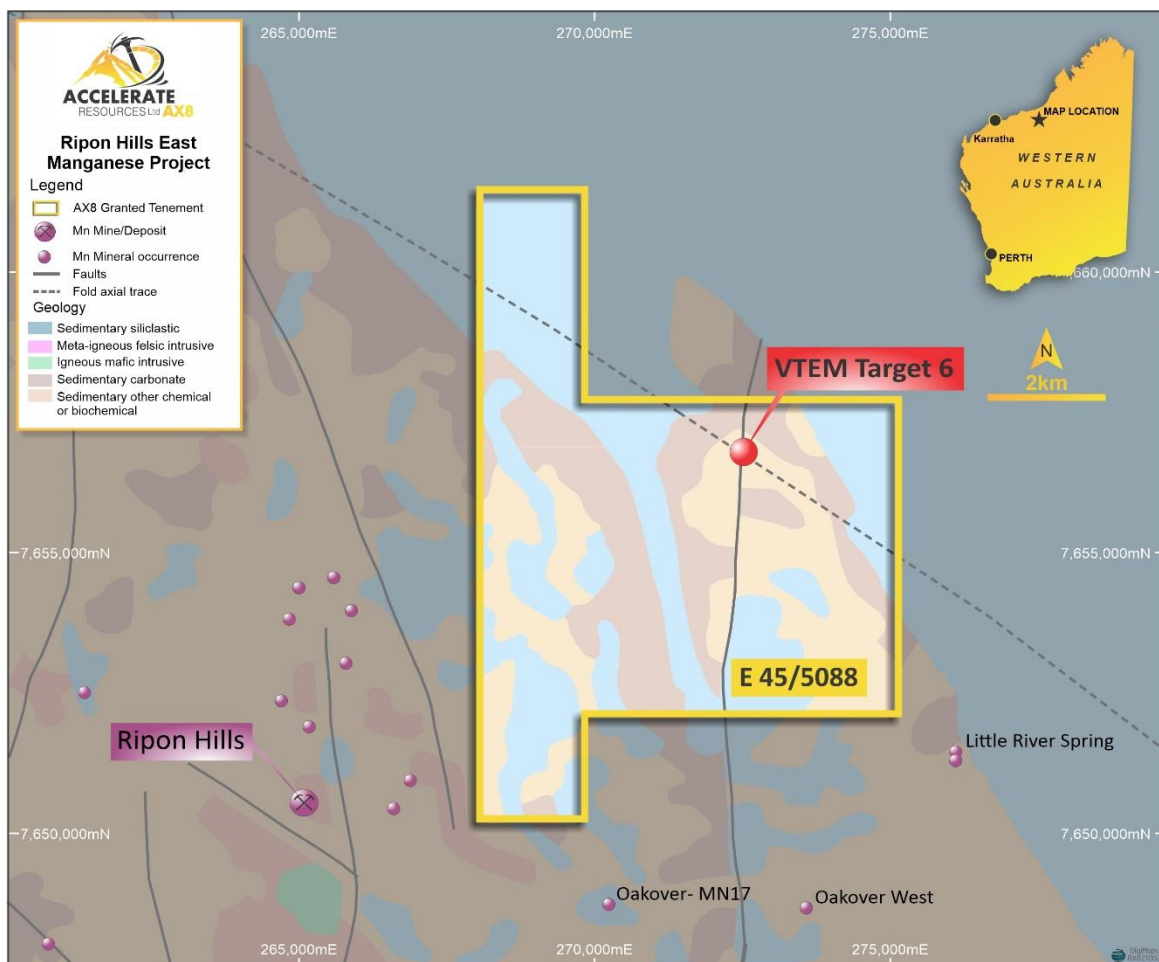 265,000mE
270,000mE
275,000mE
ACCELERATE
RESOURCES Ltd AX8
Ripon Hills East
Manganese Project
Legend
AX8 Granted Tenement
Mn Mine/Deposit
Mn Mineral occurrence
Faults
Fold axial trace
Geology
Sedimentary siliclastic
Meta-igneous felsic intrusive
Igneous mafic intrusive
Sedimentary carbonate
Sedimentary other chemical
or biochemical
MAP LOCATION
Karratha
WESTERN
AUSTRALIA
PERTH
,660,000mN
N
2km
VTEM Target 6
7,655,000mN
7,655,000mN
E 45/5088
Ripon Hills
Little River Spring
7,650,000mN
7,650,000mN
Oakover- MN17
Oakover West
265,000mE
270,000mE
275,000mE
DigiMaps